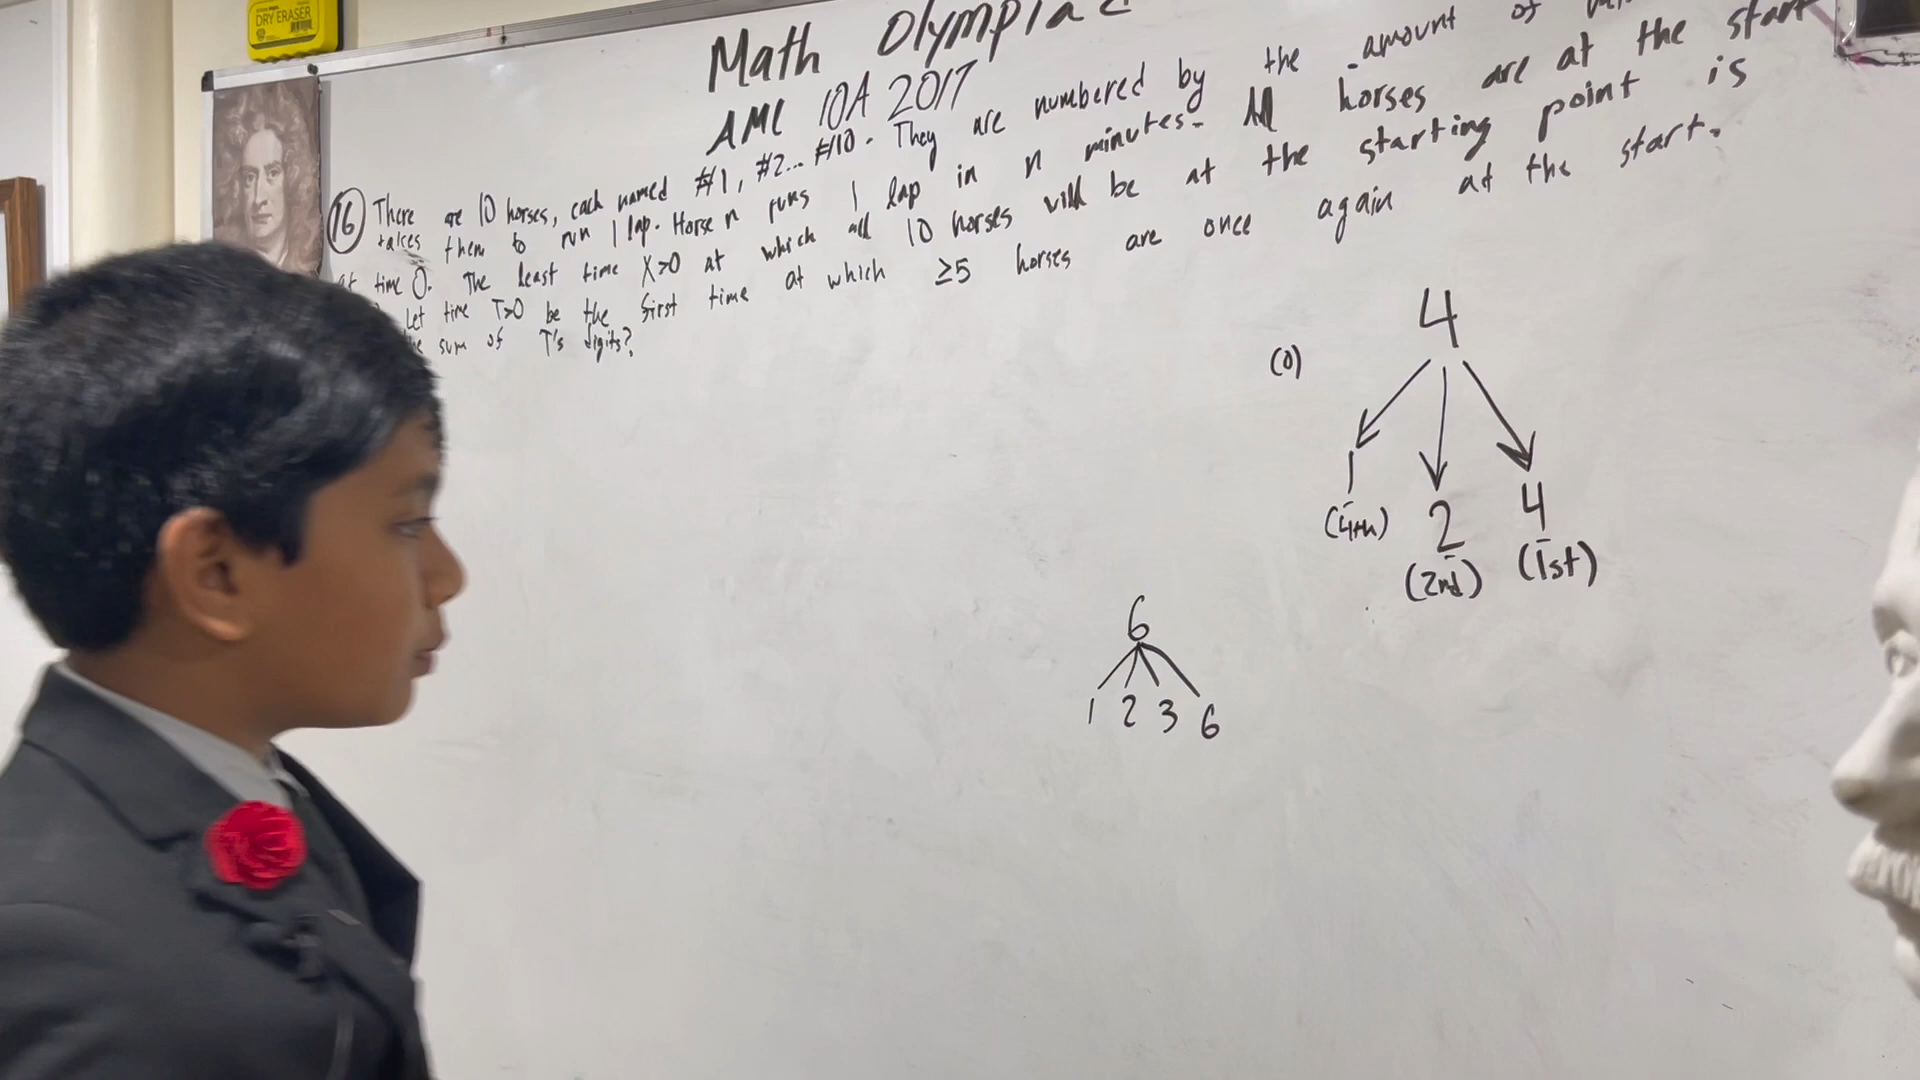 DRY ERASER
Math Olympia
AMC 10A 2017
16 There are 10 horses, each named #1, #2... #10. They are numbered by the amount of
takes them to run 1 lap. Horse n runs 1 lap in n minutes. All horses are at the start
at time 0. The least time X>0 at which all 10 horses will be at the starting point is
Let time T>0 be the first time at which ≥5 horses are once again at the start.
sum of T's digits?
4
(0)
1 2 4
(4th) (2nd) (1st)
6
1 2 3 6